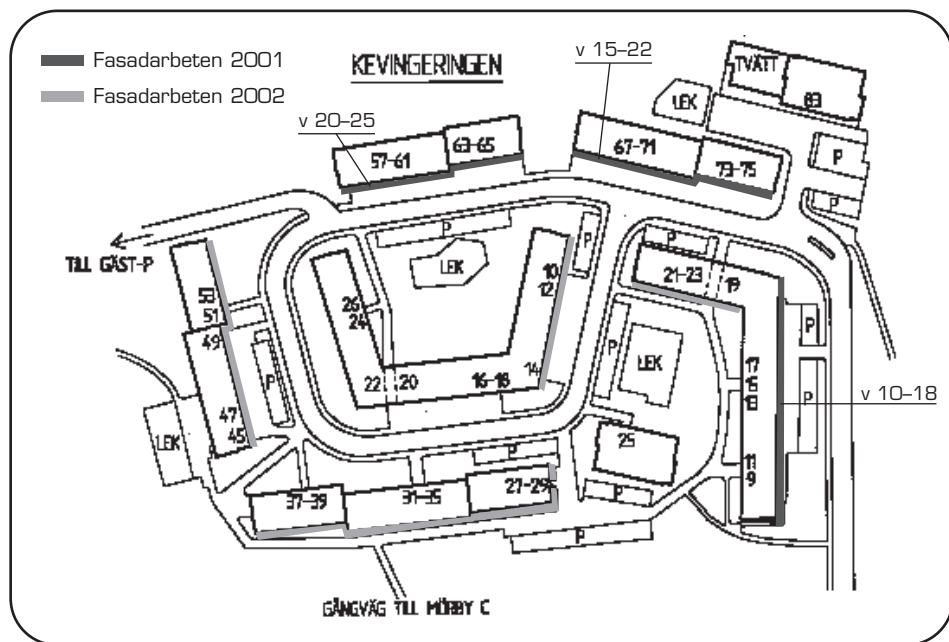 Fasadarbeten 2001
Fasadarbeten 2002
KEVINGERINGEN
v 15–22
v 20–25
TVÄTT
83
LEK
P
P
57–61
63–65
67–71
73–75
TILL GÄST-P
P
P
LEK
P
10
12
21–23
19
53
51
49
26
24
P
P
P
LEK
17
15
13
P
v 10–18
22
20
16–18
14
47
45
LEK
25
11
9
P
37–39
31–35
27–29
P
P
GÅNGVÄG TILL MÖRBY C